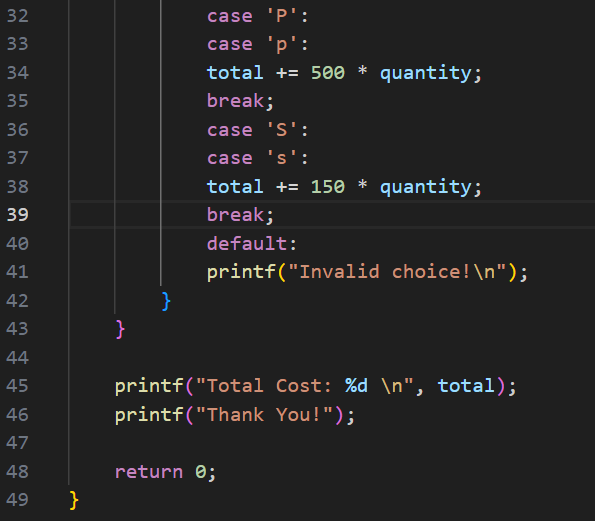 32 case 'P':
33 case 'p':
34 total += 500 * quantity;
35 break;
36 case 'S':
37 case 's':
38 total += 150 * quantity;
39 break;
40 default:
41 printf("Invalid choice!\n");
42 }
43 }
44
45 printf("Total Cost: %d \n", total);
46 printf("Thank You!");
47
48 return 0;
49 }